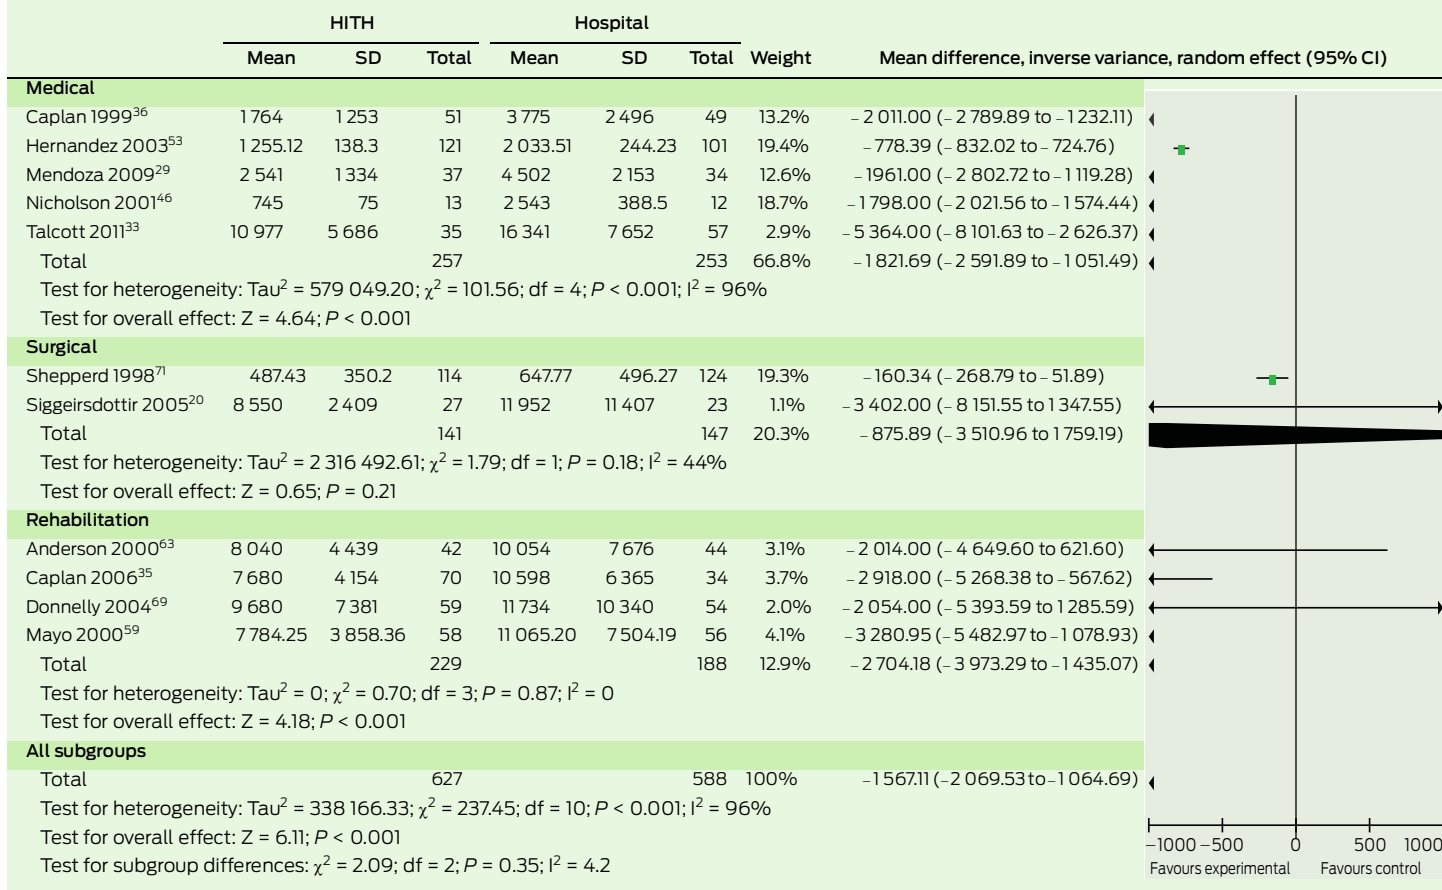 HITH Hospital
Mean SD Total Mean SD Total Weight Mean difference, inverse variance, random effect (95% CI)
Medical
Caplan 1999³⁶ 1 764 1 253 51 3 775 2 496 49 13.2% – 2 011.00 (– 2 789.89 to – 1 232.11)
Hernandez 2003⁵³ 1 255.12 138.3 121 2 033.51 244.23 101 19.4% – 778.39 (– 832.02 to – 724.76)
Mendoza 2009²⁹ 2 541 1 334 37 4 502 2 153 34 12.6% – 1961.00 (– 2 802.72 to – 1 119.28)
Nicholson 2001⁴⁶ 745 75 13 2 543 388.5 12 18.7% – 1 798.00 (– 2 021.56 to – 1 574.44)
Talcott 2011³³ 10 977 5 686 35 16 341 7 652 57 2.9% – 5 364.00 (– 8 101.63 to – 2 626.37)
Total 257 253 66.8% – 1 821.69 (– 2 591.89 to – 1 051.49)
Test for heterogeneity: Tau² = 579 049.20; χ² = 101.56; df = 4; P < 0.001; I² = 96%
Test for overall effect: Z = 4.64; P < 0.001
Surgical
Shepperd 1998⁷¹ 487.43 350.2 114 647.77 496.27 124 19.3% – 160.34 (– 268.79 to – 51.89)
Siggeirsdottir 2005²⁰ 8 550 2 409 27 11 952 11 407 23 1.1% – 3 402.00 (– 8 151.55 to 1 347.55)
Total 141 147 20.3% – 875.89 (– 3 510.96 to 1 759.19)
Test for heterogeneity: Tau² = 2 316 492.61; χ² = 1.79; df = 1; P = 0.18; I² = 44%
Test for overall effect: Z = 0.65; P = 0.21
Rehabilitation
Anderson 2000⁶³ 8 040 4 439 42 10 054 7 676 44 3.1% – 2 014.00 (– 4 649.60 to 621.60)
Caplan 2006³⁵ 7 680 4 154 70 10 598 6 365 34 3.7% – 2 918.00 (– 5 268.38 to – 567.62)
Donnelly 2004⁶⁹ 9 680 7 381 59 11 734 10 340 54 2.0% – 2 054.00 (– 5 393.59 to 1 285.59)
Mayo 2000⁵⁹ 7 784.25 3 858.36 58 11 065.20 7 504.19 56 4.1% – 3 280.95 (– 5 482.97 to – 1 078.93)
Total 229 188 12.9% – 2 704.18 (– 3 973.29 to – 1 435.07)
Test for heterogeneity: Tau² = 0; χ² = 0.70; df = 3; P = 0.87; I² = 0
Test for overall effect: Z = 4.18; P < 0.001
All subgroups
Total 627 588 100% – 1 567.11 (– 2 069.53 to – 1 064.69)
Test for heterogeneity: Tau² = 338 166.33; χ² = 237.45; df = 10; P < 0.001; I² = 96%
Test for overall effect: Z = 6.11; P < 0.001
Test for subgroup differences: χ² = 2.09; df = 2; P = 0.35; I² = 4.2
–1000 –500 0 500 1000
Favours experimental Favours control